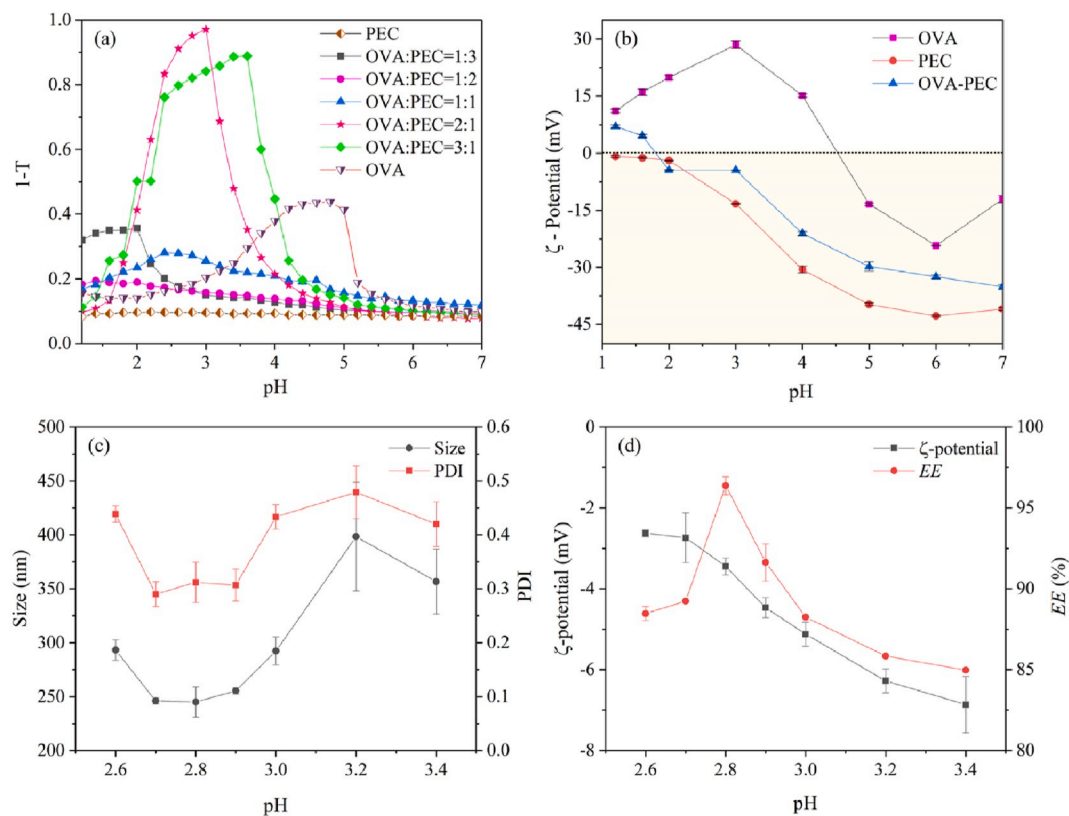 (a)
PEC
OVA:PEC=1:3
OVA:PEC=1:2
OVA:PEC=1:1
OVA:PEC=2:1
OVA:PEC=3:1
OVA
1.0
0.8
0.6
0.4
0.2
0.0
1-T
2 3 4 5 6 7
pH
(b)
OVA
PEC
OVA-PEC
30
15
0
-15
-30
-45
ζ - Potential (mV)
1 2 3 4 5 6 7
pH
(c)
Size
PDI
500
450
400
350
300
250
200
Size (nm)
0.6
0.5
0.4
0.3
0.2
0.1
0.0
PDI
2.6 2.8 3.0 3.2 3.4
pH
(d)
ζ-potential
EE
0
-2
-4
-6
-8
ζ-potential (mV)
100
95
90
85
80
EE (%)
2.6 2.8 3.0 3.2 3.4
pH